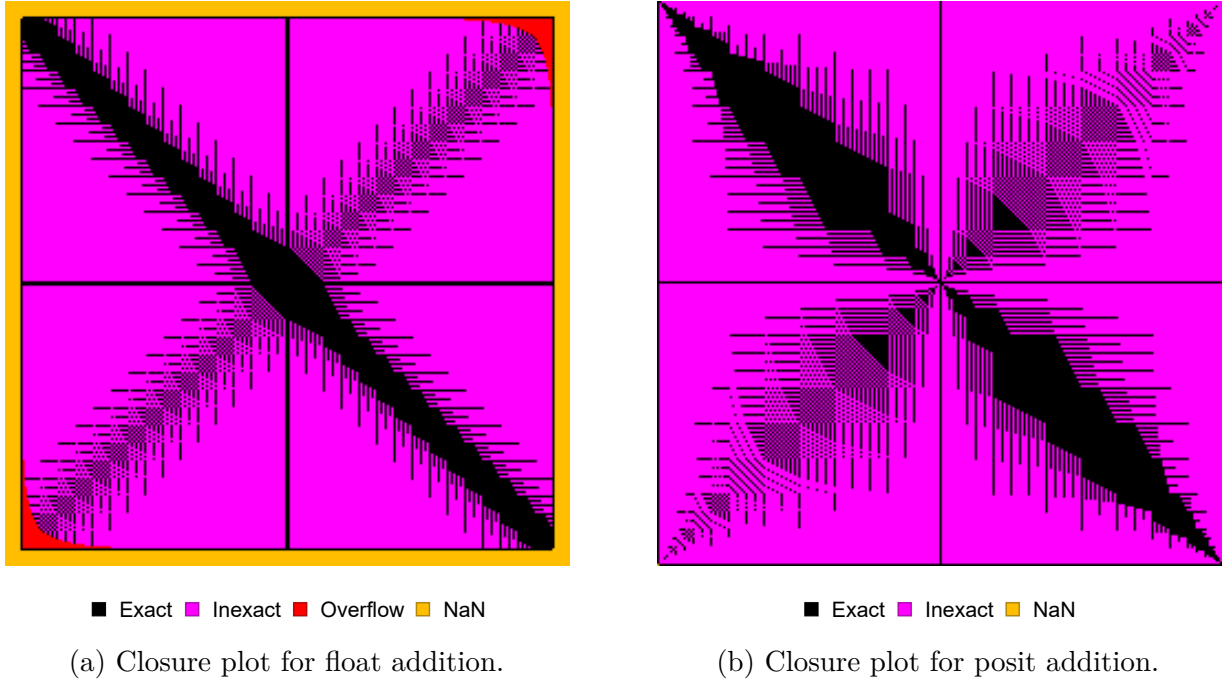 Exact Inexact Overflow NaN
Exact Inexact NaN
(a) Closure plot for float addition.
(b) Closure plot for posit addition.